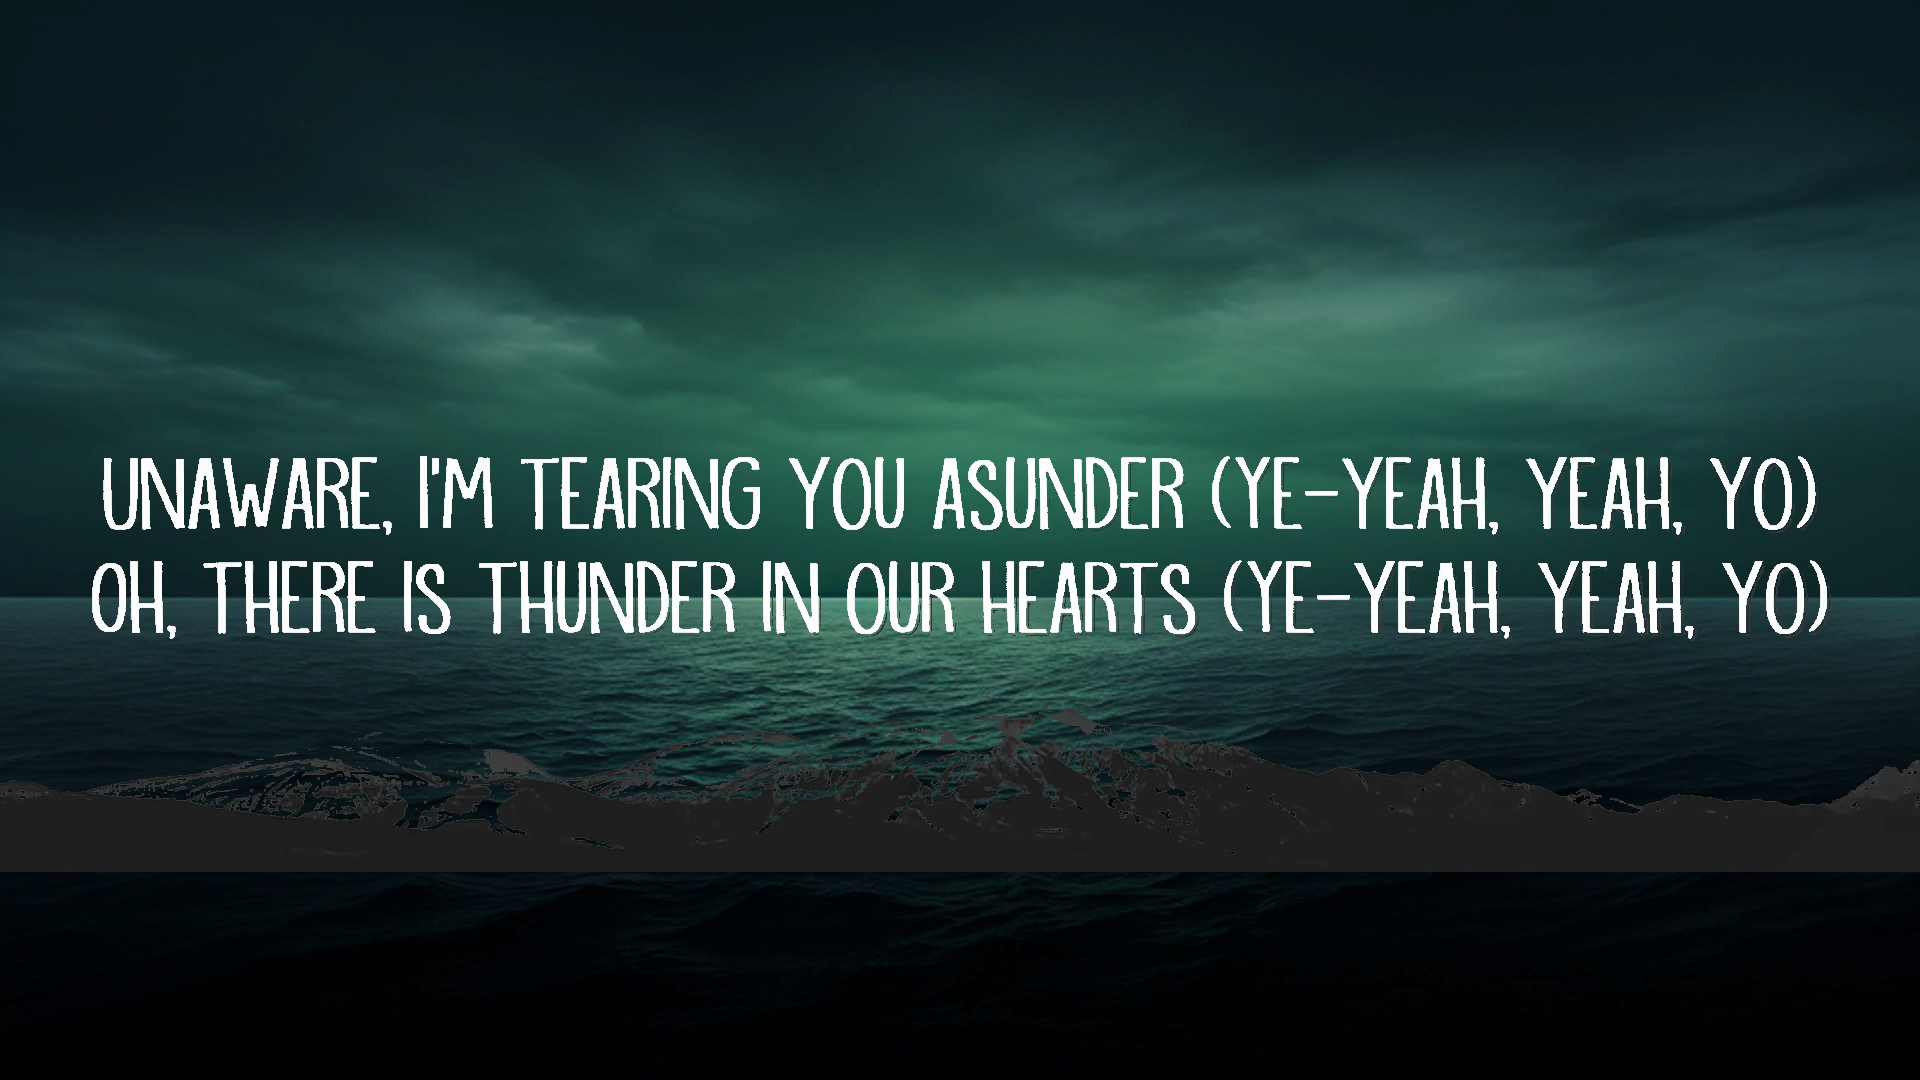 UNAWARE, I'M TEARING YOU ASUNDER (YE-YEAH, YEAH, YO)
OH, THERE IS THUNDER IN OUR HEARTS (YE-YEAH, YEAH, YO)